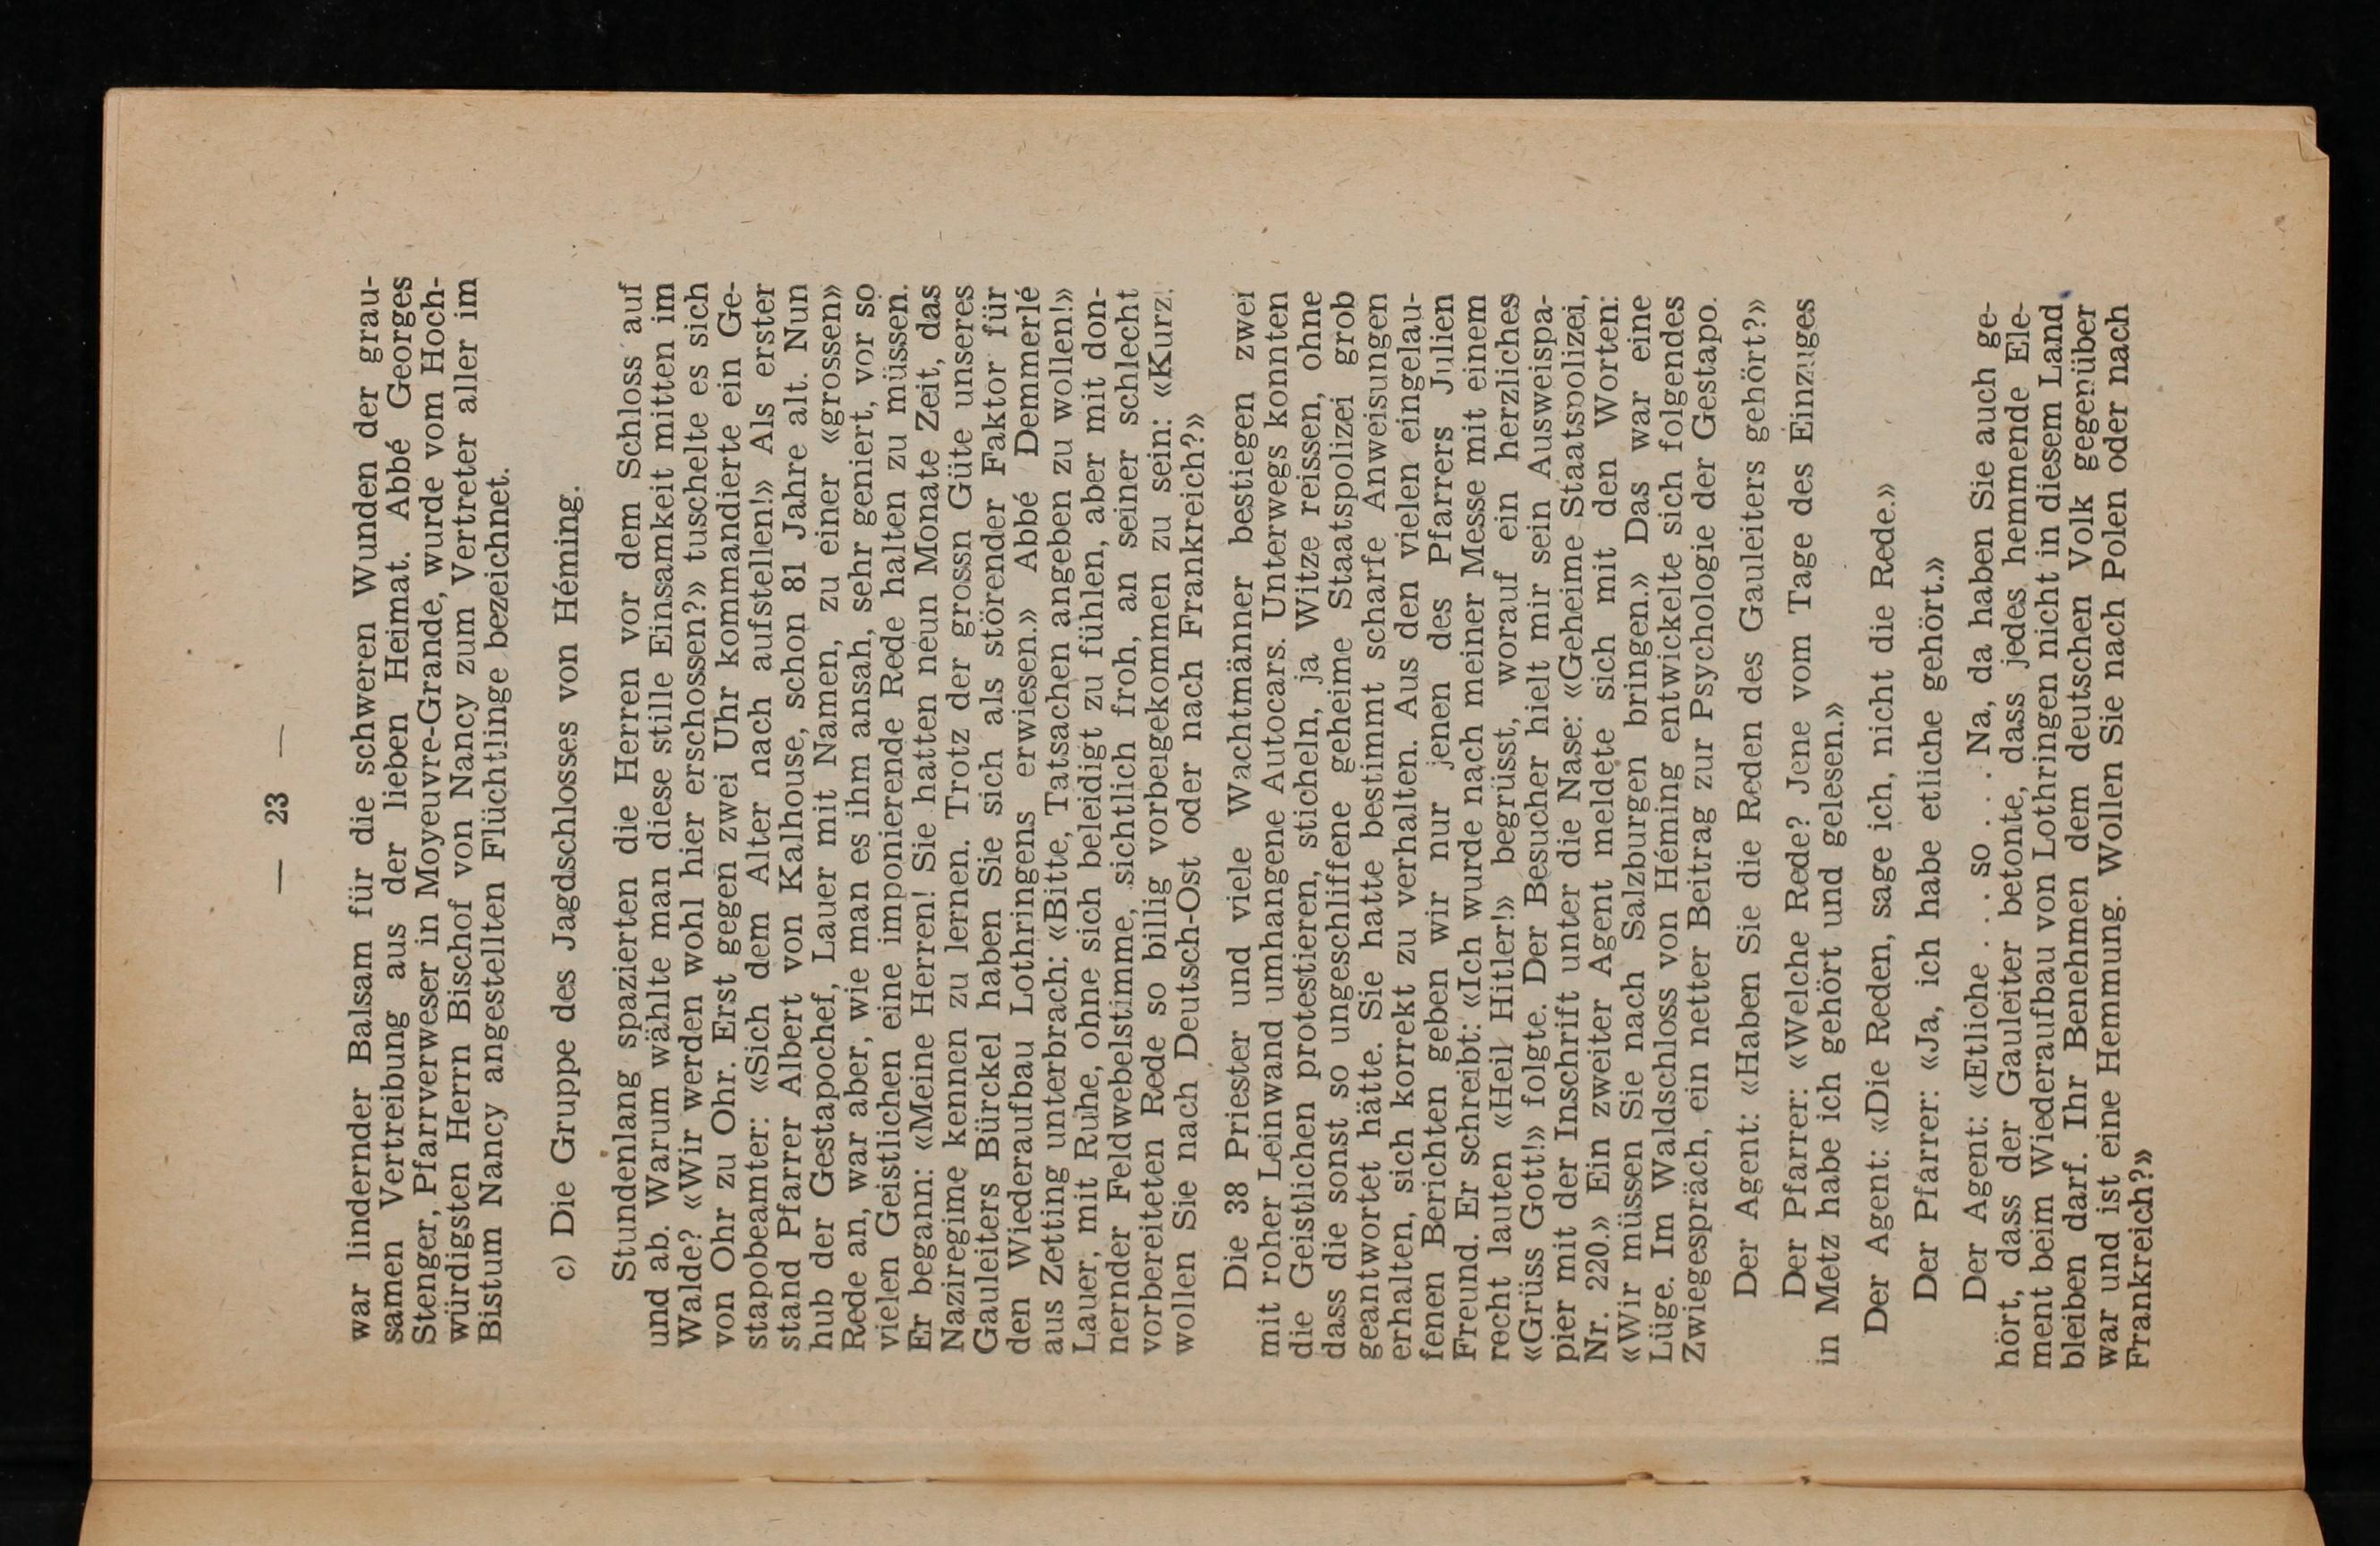 — 23 —
war lindernder Balsam für die schweren Wunden der grau-
samen Vertreibung aus der lieben Heimat. Abbé Georges
Stenger, Pfarrverweser in Moyeuvre-Grande, wurde vom Hoch-
würdigsten Herrn Bischof von Nancy zum Vertreter aller im
Bistum Nancy angestellten Flüchtlinge bezeichnet.
c) Die Gruppe des Jagdschlosses von Héming.
Stundenlang spazierten die Herren vor dem Schloss auf
und ab. Warum wählte man diese stille Einsamkeit mitten im
Walde? «Wir werden wohl hier erschossen?» tuschelte es sich
von Ohr zu Ohr. Erst gegen zwei Uhr kommandierte ein Ge-
stapobeamter: «Sich dem Alter nach aufstellen!» Als erster
stand Pfarrer Albert von Kalhouse, schon 81 Jahre alt. Nun
hub der Gestapochef, Lauer mit Namen, zu einer «grossen»
Rede an, war aber, wie man es ihm ansah, sehr geniert, vor so
vielen Geistlichen eine imponierende Rede halten zu müssen.
Er begann: «Meine Herren! Sie hatten neun Monate Zeit, das
Naziregime kennen zu lernen. Trotz der grossn Güte unseres
Gauleiters Bürckel haben Sie sich als störender Faktor für
den Wiederaufbau Lothringens erwiesen.» Abbé Demmerlé
aus Zetting unterbrach: «Bitte, Tatsachen angeben zu wollen!»
Lauer, mit Ruhe, ohne sich beleidigt zu fühlen, aber mit don-
nernder Feldwebelstimme, sichtlich froh, an seiner schlecht
vorbereiteten Rede so billig vorbeigekommen zu sein: «Kurz.
wollen Sie nach Deutsch-Ost oder nach Frankreich?»
Die 38 Priester und viele Wachtmänner bestiegen zwei
mit roher Leinwand umhangene Autocars. Unterwegs konnten
die Geistlichen protestieren, sticheln, ja Witze reissen, ohne
dass die sonst so ungeschliffene geheime Staatspolizei grob
geantwortet hätte. Sie hatte bestimmt scharfe Anweisungen
erhalten, sich korrekt zu verhalten. Aus den vielen eingelau-
fenen Berichten geben wir nur jenen des Pfarrers Julien
Freund. Er schreibt: «Ich wurde nach meiner Messe mit einem
recht lauten «Heil Hitler!» begrüsst, worauf ein herzliches
«Grüss Gott!» folgte. Der Besucher hielt mir sein Ausweispa-
pier mit der Inschrift unter die Nase: «Geheime Staatspolizei,
Nr. 220.» Ein zweiter Agent meldete sich mit den Worten:
«Wir müssen Sie nach Salzburgen bringen.» Das war eine
Lüge. Im Waldschloss von Héming entwickelte sich folgendes
Zwiegespräch, ein netter Beitrag zur Psychologie der Gestapo.
Der Agent: «Haben Sie die Reden des Gauleiters gehört?»
Der Pfarrer: «Welche Rede? Jene vom Tage des Einzuges
in Metz habe ich gehört und gelesen.»
Der Agent: «Die Reden, sage ich, nicht die Rede.»
Der Pfarrer: «Ja, ich habe etliche gehört.»
Der Agent: «Etliche . . . so . . . Na, da haben Sie auch ge-
hört, dass der Gauleiter betonte, dass jedes hemmende Ele-
ment beim Wiederaufbau von Lothringen nicht in diesem Land
bleiben darf. Ihr Benehmen dem deutschen Volk gegenüber
war und ist eine Hemmung. Wollen Sie nach Polen oder nach
Frankreich?»